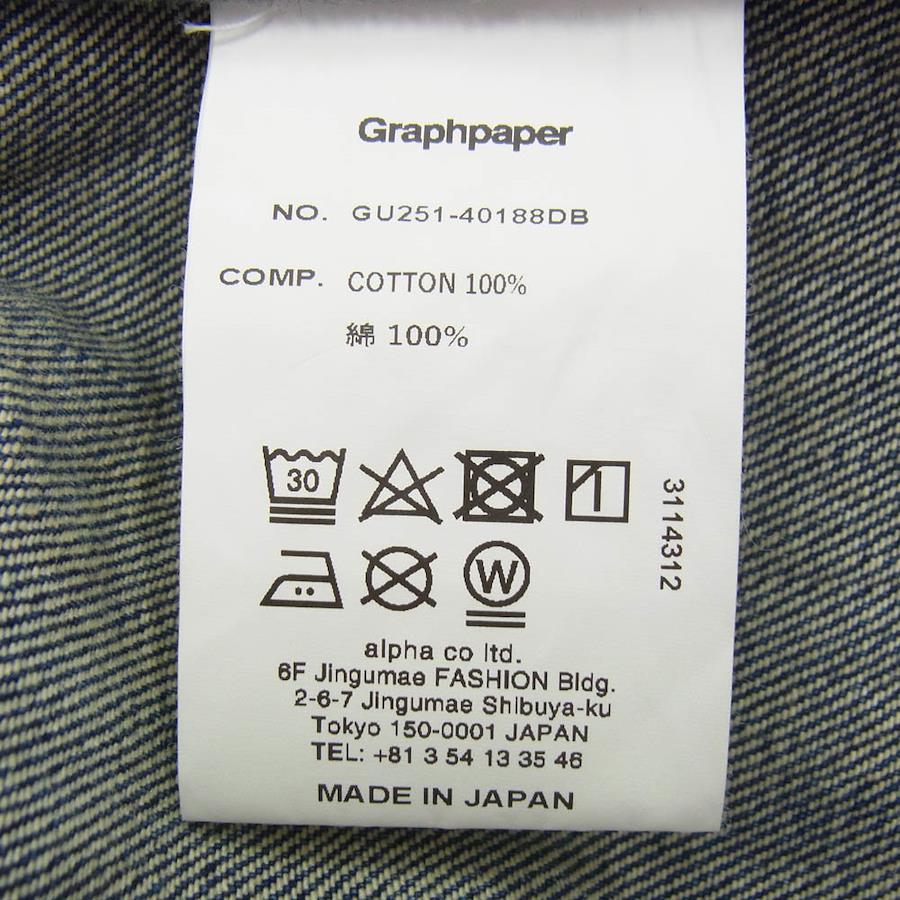 Graphpaper
NO. GU251-40188DB
COMP. COTTON 100%
綿 100%
30
3114312
W
alpha co ltd.
6F Jingumae FASHION Bldg.
2-6-7 Jingumae Shibuya-ku
Tokyo 150-0001 JAPAN
TEL: +81 3 54 13 35 46
MADE IN JAPAN